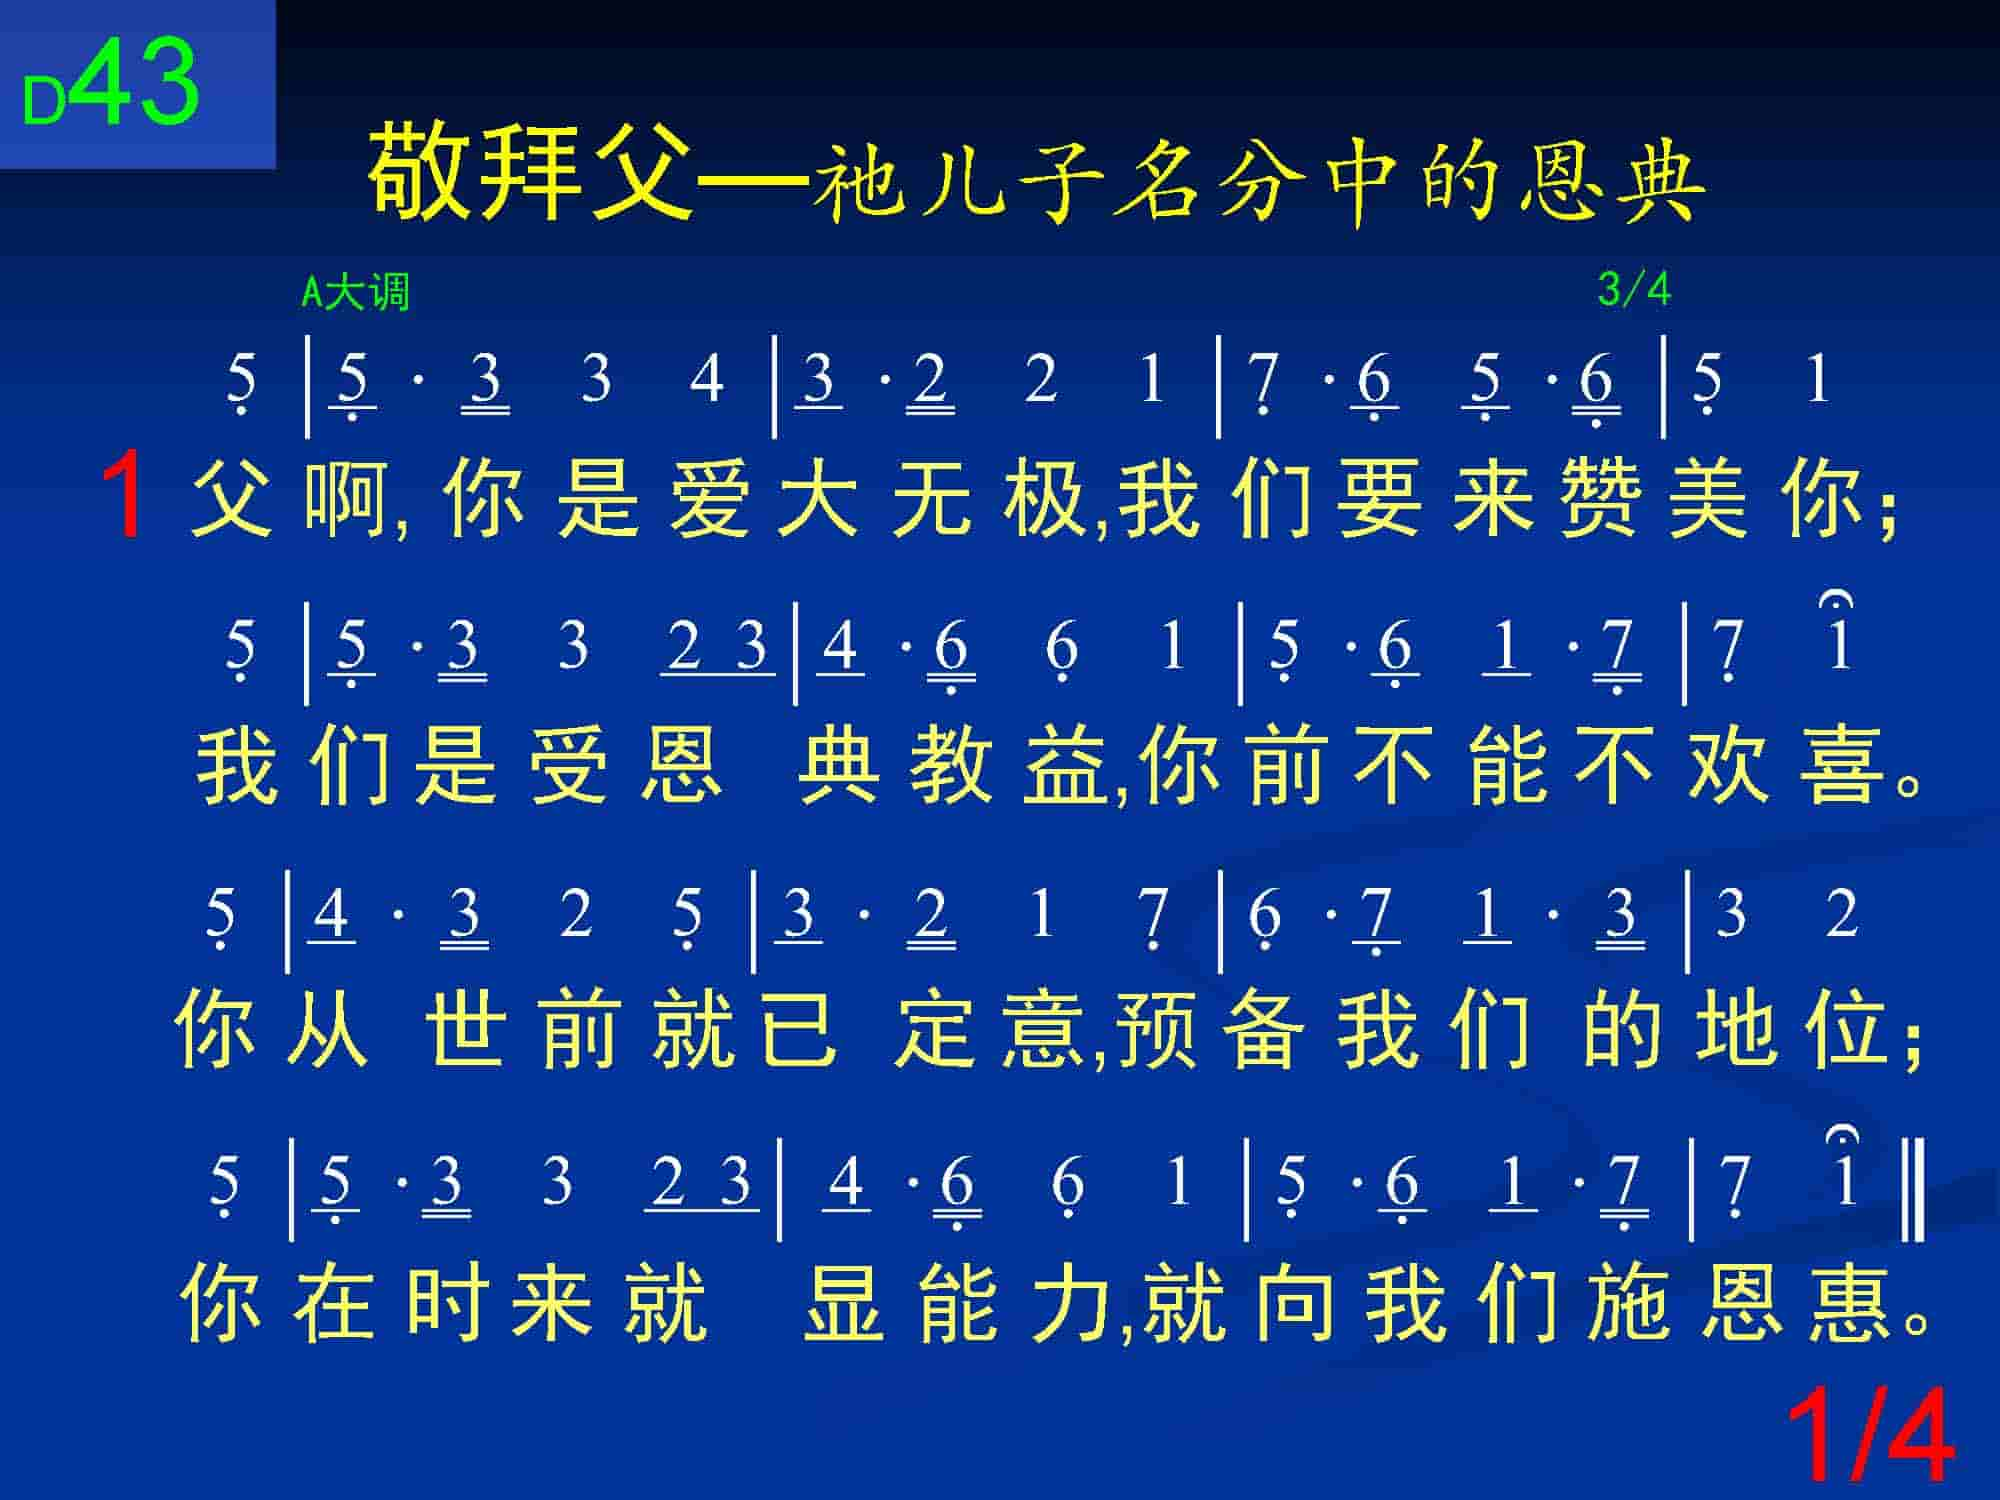 D43
敬拜父—祂儿子名分中的恩典
A大调 3/4
5̣ | 5̣ · 3 3 4 | 3 · 2 2 1 | 7̣ · 6̣ 5̣ · 6̣ | 5̣ 1
1 父啊, 你是爱大无极,我们要来赞美你；
5̣ | 5̣ · 3 3 2 3 | 4 · 6̣ 6̣ 1 | 5̣ · 6̣ 1 · 7̣ | 7̣ 1
我们是受恩 典教益,你前不能不欢喜。
5̣ | 4 · 3 2 5̣ | 3 · 2 1 7̣ | 6̣ · 7̣ 1 · 3 | 3 2
你从 世前就已 定意,预备我们 的地位；
5̣ | 5̣ · 3 3 2 3 | 4 · 6̣ 6̣ 1 | 5̣ · 6̣ 1 · 7̣ | 7̣ 1 ‖
你在时来就 显能力,就向我们施恩惠。
1/4